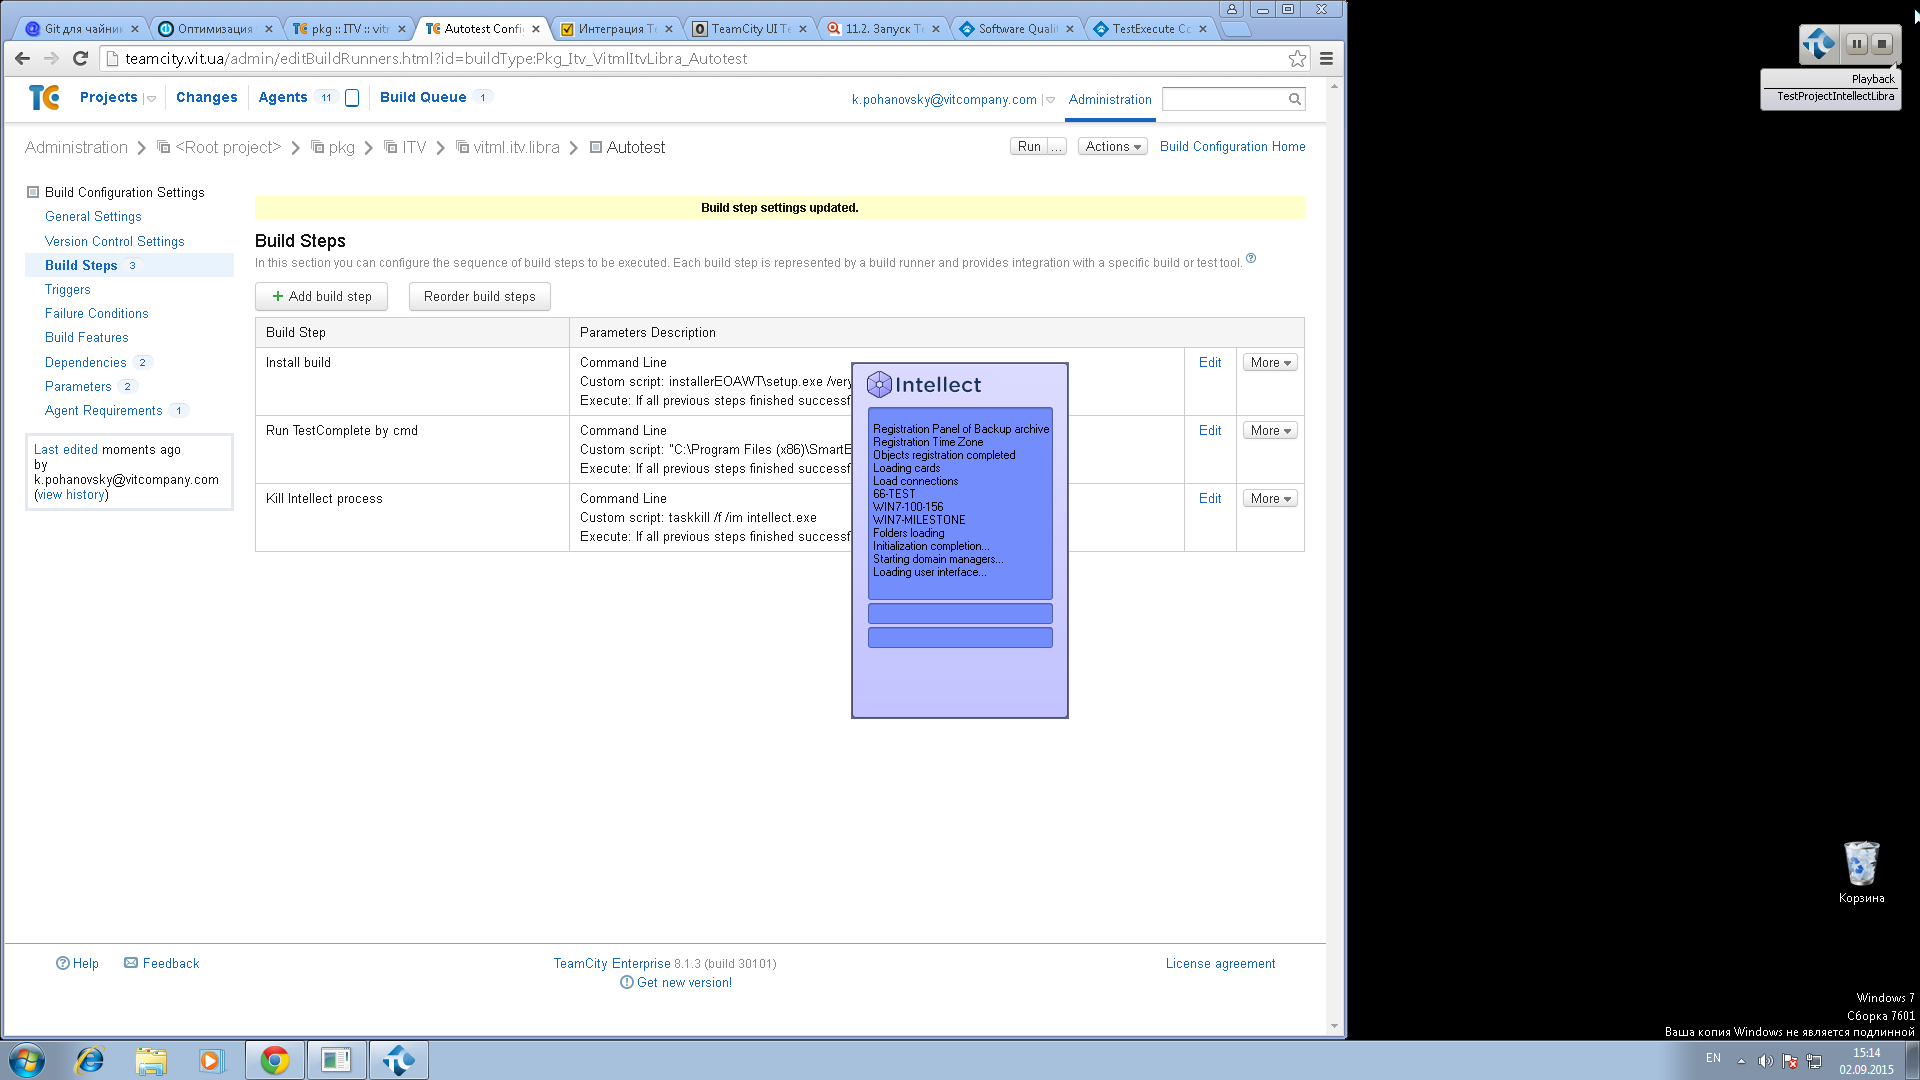 Git для чайник
Оптимизация
pkg :: ITV :: vitr
Autotest Confi
Интеграция Te
TeamCity UI Te
11.2. Запуск Te
Software Quali
TestExecute Co
teamcity.vit.ua/admin/editBuildRunners.html?id=buildType:Pkg_Itv_VitmlItvLibra_Autotest
Playback
TestProjectIntellectLibra
TC
Projects
Changes
Agents 11
Build Queue 1
k.pohanovsky@vitcompany.com
Administration
Administration > <Root project> > pkg > ITV > vitml.itv.libra > Autotest
Run ...
Actions
Build Configuration Home
Build Configuration Settings
General Settings
Version Control Settings
Build Steps 3
Triggers
Failure Conditions
Build Features
Dependencies 2
Parameters 2
Agent Requirements 1
Last edited moments ago
by
k.pohanovsky@vitcompany.com
(view history)
Build step settings updated.
Build Steps
In this section you can configure the sequence of build steps to be executed. Each build step is represented by a build runner and provides integration with a specific build or test tool.
+ Add build step
Reorder build steps
Build Step
Parameters Description
Install build
Command Line
Custom script: installerEOAWT\setup.exe /very
Execute: If all previous steps finished successf
Edit
More
Run TestComplete by cmd
Command Line
Custom script: "C:\Program Files (x86)\SmartE
Execute: If all previous steps finished successf
Edit
More
Kill Intellect process
Command Line
Custom script: taskkill /f /im intellect.exe
Execute: If all previous steps finished successf
Edit
More
Intellect
Registration Panel of Backup archive
Registration Time Zone
Objects registration completed
Loading cards
Load connections
66-TEST
WIN7-100-156
WIN7-MILESTONE
Folders loading
Initialization completion...
Starting domain managers...
Loading user interface...
Корзина
Help
Feedback
TeamCity Enterprise 8.1.3 (build 30101)
Get new version!
License agreement
Windows 7
Сборка 7601
Ваша копия Windows не является подлинной
EN
15:14
02.09.2015